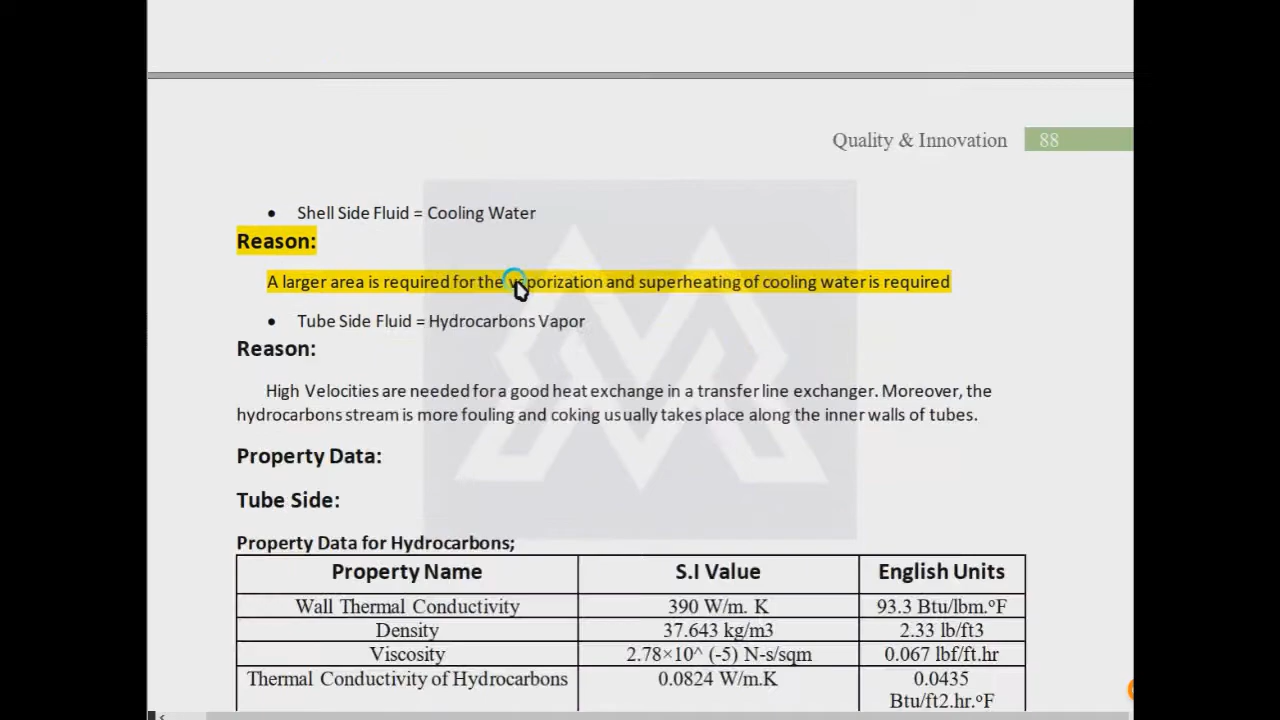 Quality & Innovation 88
• Shell Side Fluid = Cooling Water
Reason:
A larger area is required for the vaporization and superheating of cooling water is required
• Tube Side Fluid = Hydrocarbons Vapor
Reason:
High Velocities are needed for a good heat exchange in a transfer line exchanger. Moreover, the
hydrocarbons stream is more fouling and coking usually takes place along the inner walls of tubes.
Property Data:
Tube Side:
Property Data for Hydrocarbons;
Property Name S.I Value English Units
Wall Thermal Conductivity 390 W/m. K 93.3 Btu/lbm.ºF
Density 37.643 kg/m3 2.33 lb/ft3
Viscosity 2.78×10^ (-5) N-s/sqm 0.067 lbf/ft.hr
Thermal Conductivity of Hydrocarbons 0.0824 W/m.K 0.0435
Btu/ft2.hr.ºF